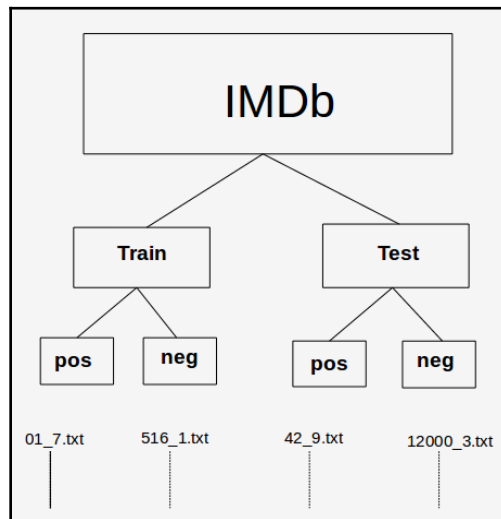 IMDb
Train
Test
pos
neg
pos
neg
01_7.txt
516_1.txt
42_9.txt
12000_3.txt